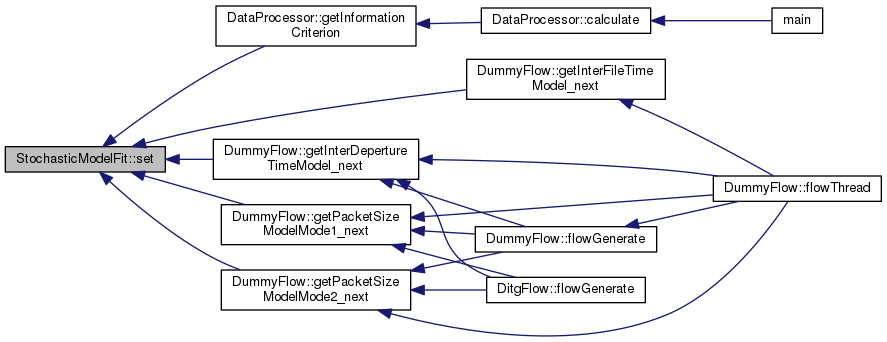 DataProcessor::getInformation
Criterion
DataProcessor::calculate
main
DummyFlow::getInterFileTime
Model_next
StochasticModelFit::set
DummyFlow::getInterDeperture
TimeModel_next
DummyFlow::flowThread
DummyFlow::getPacketSize
ModelMode1_next
DummyFlow::flowGenerate
DummyFlow::getPacketSize
ModelMode2_next
DitgFlow::flowGenerate